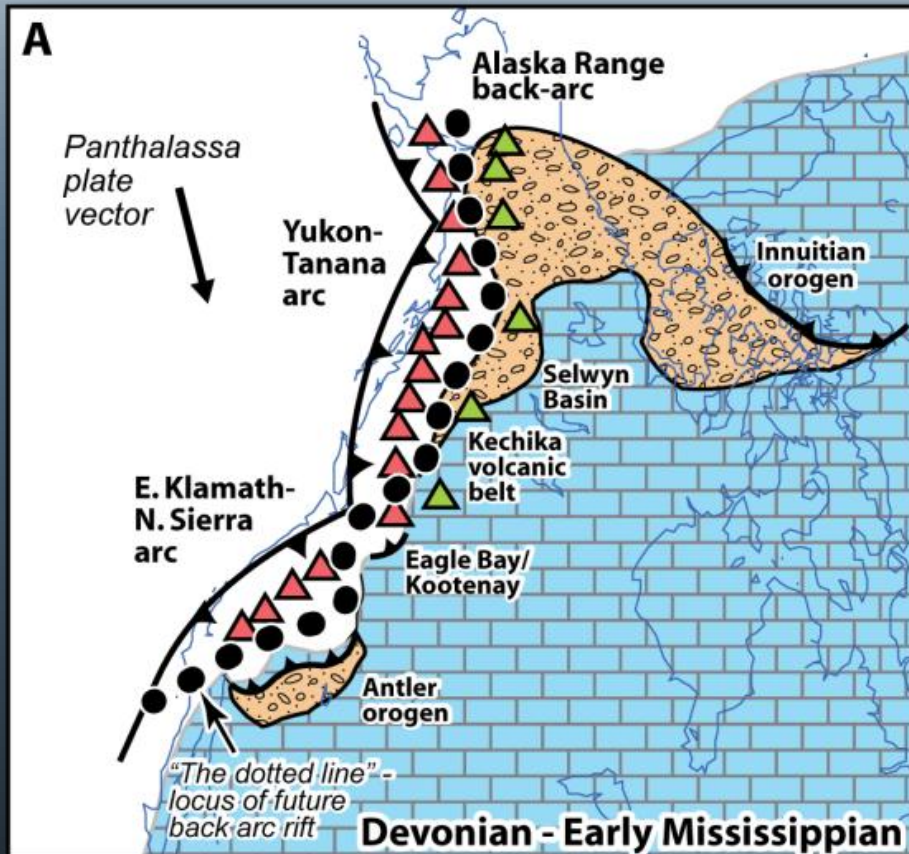 A
Alaska Range
back-arc
Panthalassa
plate
vector
Yukon-
Tanana
arc
Innuitian
orogen
Selwyn
Basin
Kechika
volcanic
belt
E. Klamath-
N. Sierra
arc
Eagle Bay/
Kootenay
Antler
orogen
"The dotted line" -
locus of future
back arc rift
Devonian - Early Mississippian